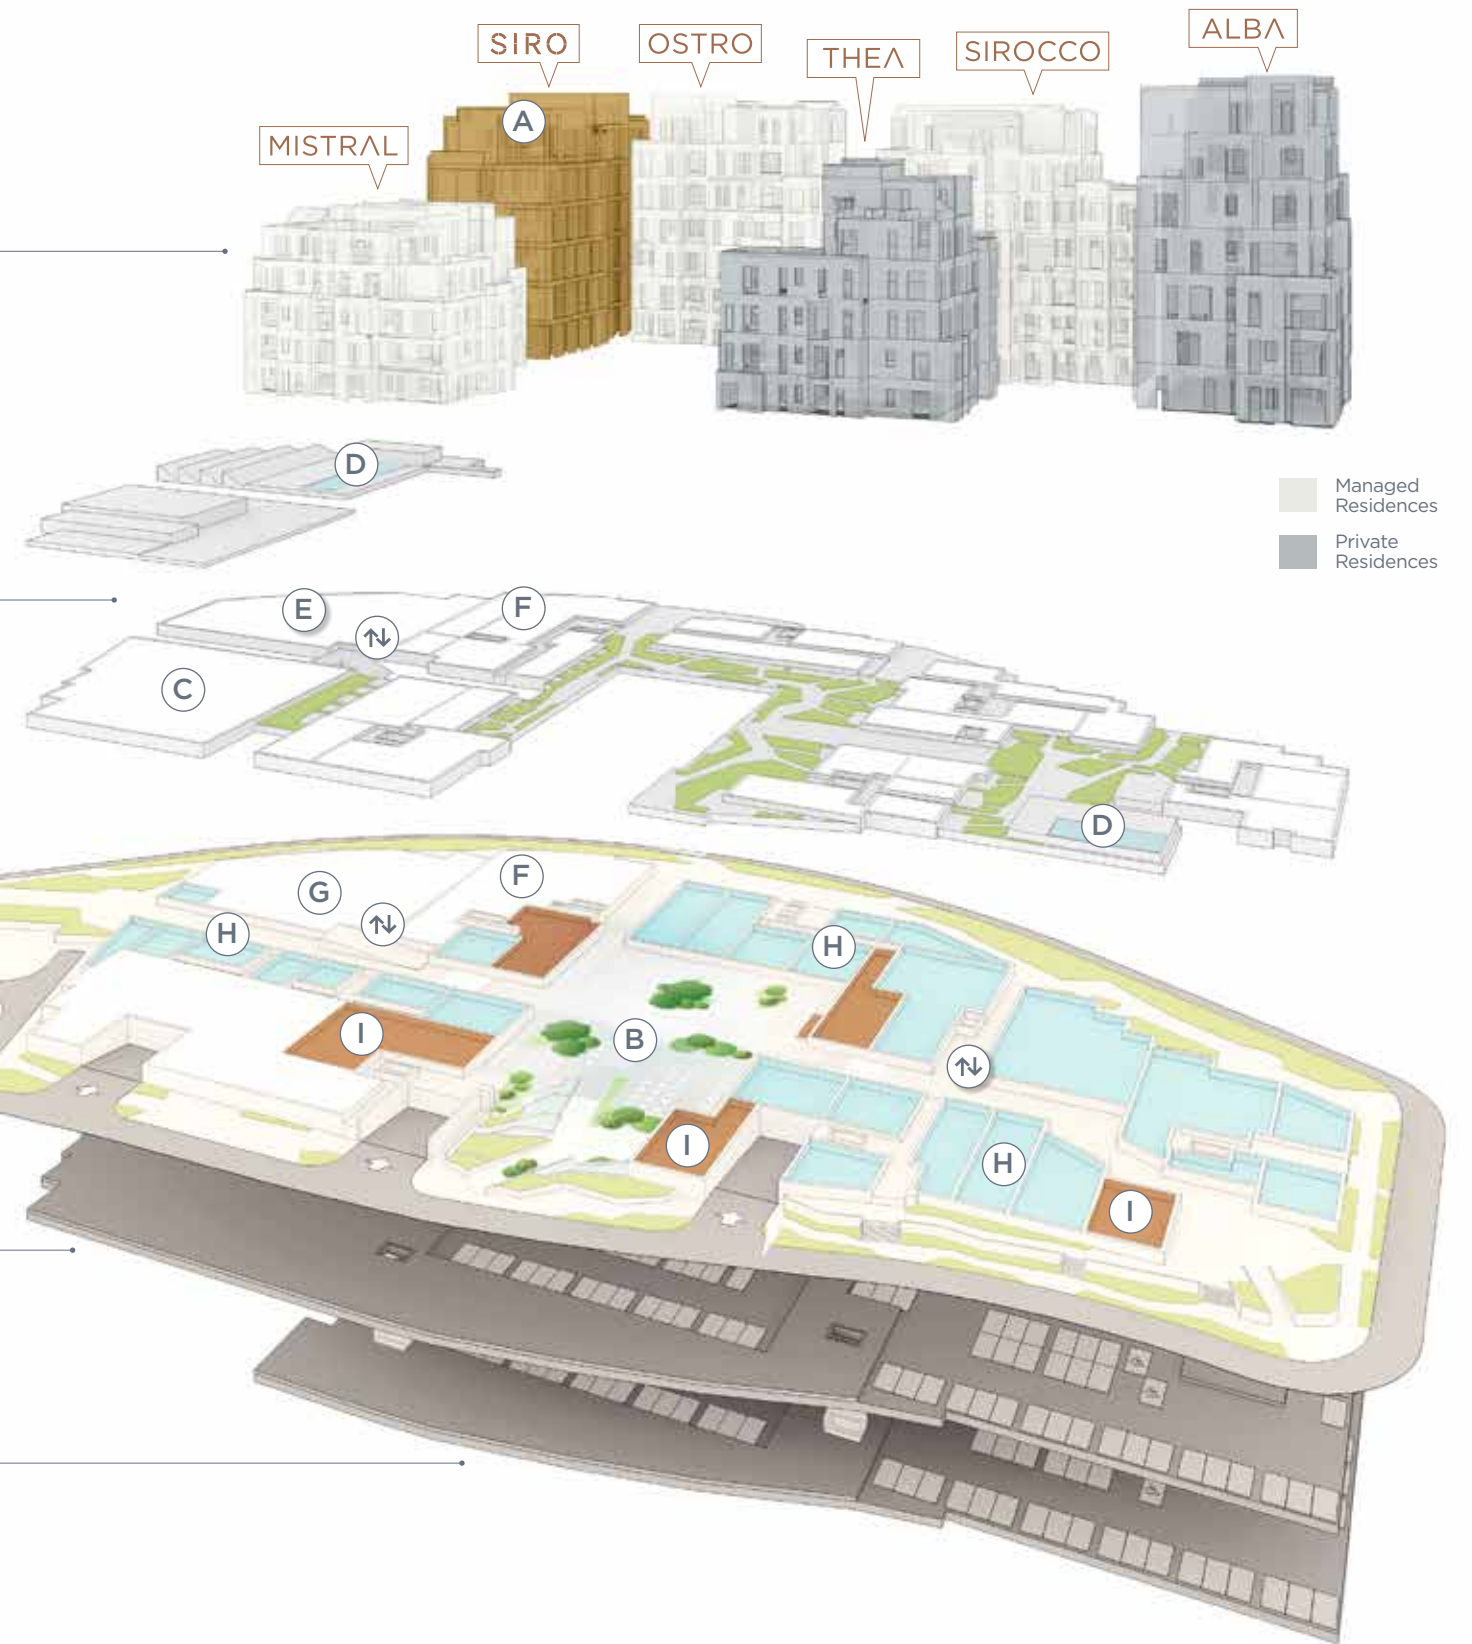 ALBΛ
SIRO
OSTRO
THEΛ
SIROCCO
A
MISTRΛL
D
Managed
Residences
Private
Residences
E
F
C
D
G
F
H
H
I
B
I
H
I